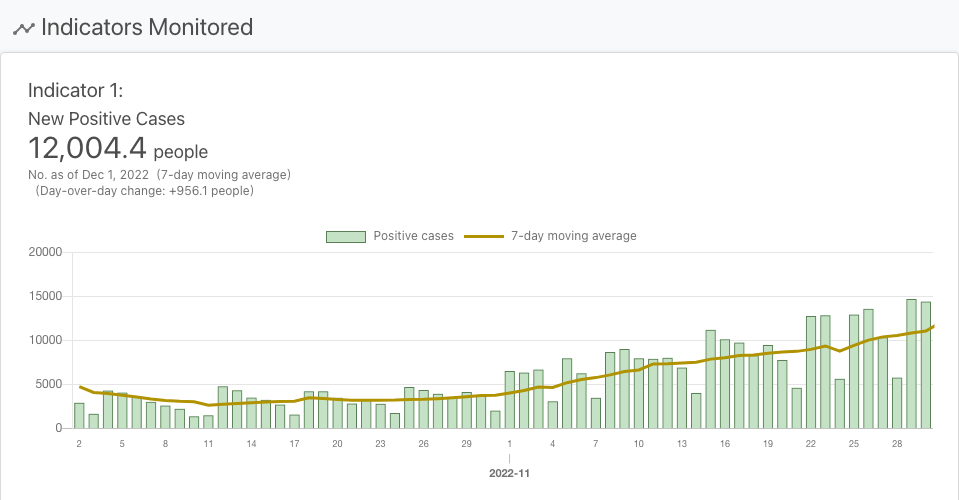 Indicators Monitored
Indicator 1:
New Positive Cases
12,004.4 people
No. as of Dec 1, 2022 (7-day moving average)
(Day-over-day change: +956.1 people)
Positive cases 7-day moving average
20000
15000
10000
5000
0
2 5 8 11 14 17 20 23 26 29 1 4 7 10 13 16 19 22 25 28
2022-11